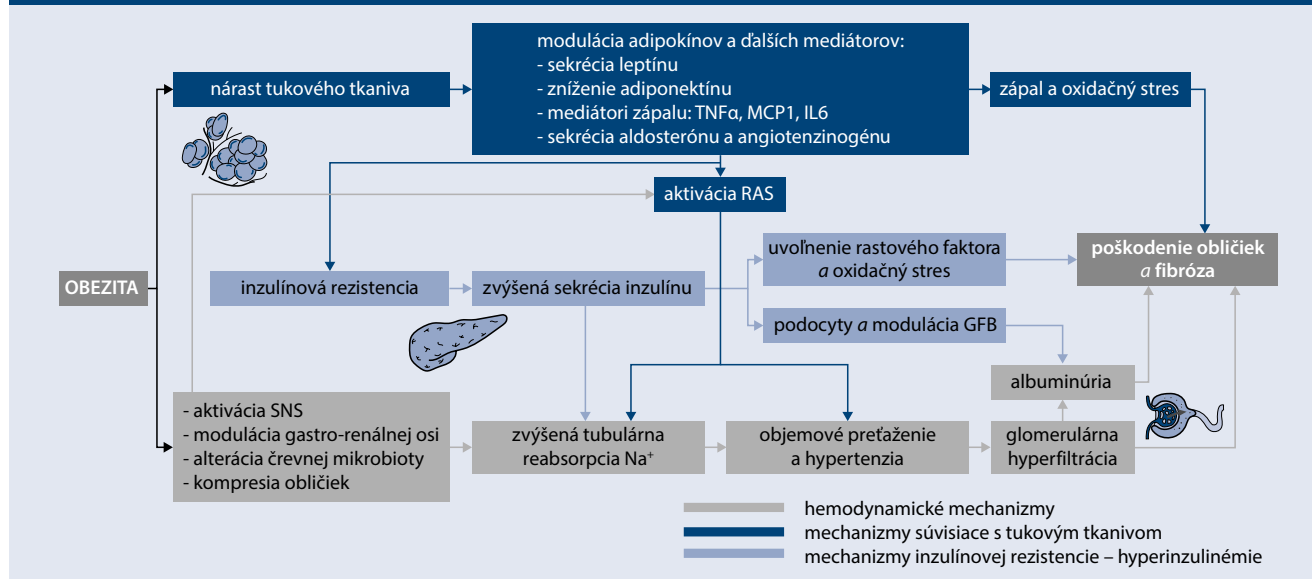 modulácia adipokínov a ďalších mediátorov:
- sekrécia leptínu
- zníženie adiponektínu
- mediátori zápalu: TNFα, MCP1, IL6
- sekrécia aldosterónu a angiotenzinogénu
nárast tukového tkaniva
zápal a oxidačný stres
aktivácia RAS
OBEZITA
inzulínová rezistencia
zvýšená sekrécia inzulínu
uvoľnenie rastového faktora
a oxidačný stres
poškodenie obličiek
a fibróza
podocyty a modulácia GFB
albuminúria
- aktivácia SNS
- modulácia gastro-renálnej osi
- alterácia črevnej mikrobioty
- kompresia obličiek
zvýšená tubulárna
reabsorpcia Na⁺
objemové preťaženie
a hypertenzia
glomerulárna
hyperfiltrácia
hemodynamické mechanizmy
mechanizmy súvisiace s tukovým tkanivom
mechanizmy inzulínovej rezistencie – hyperinzulinémie